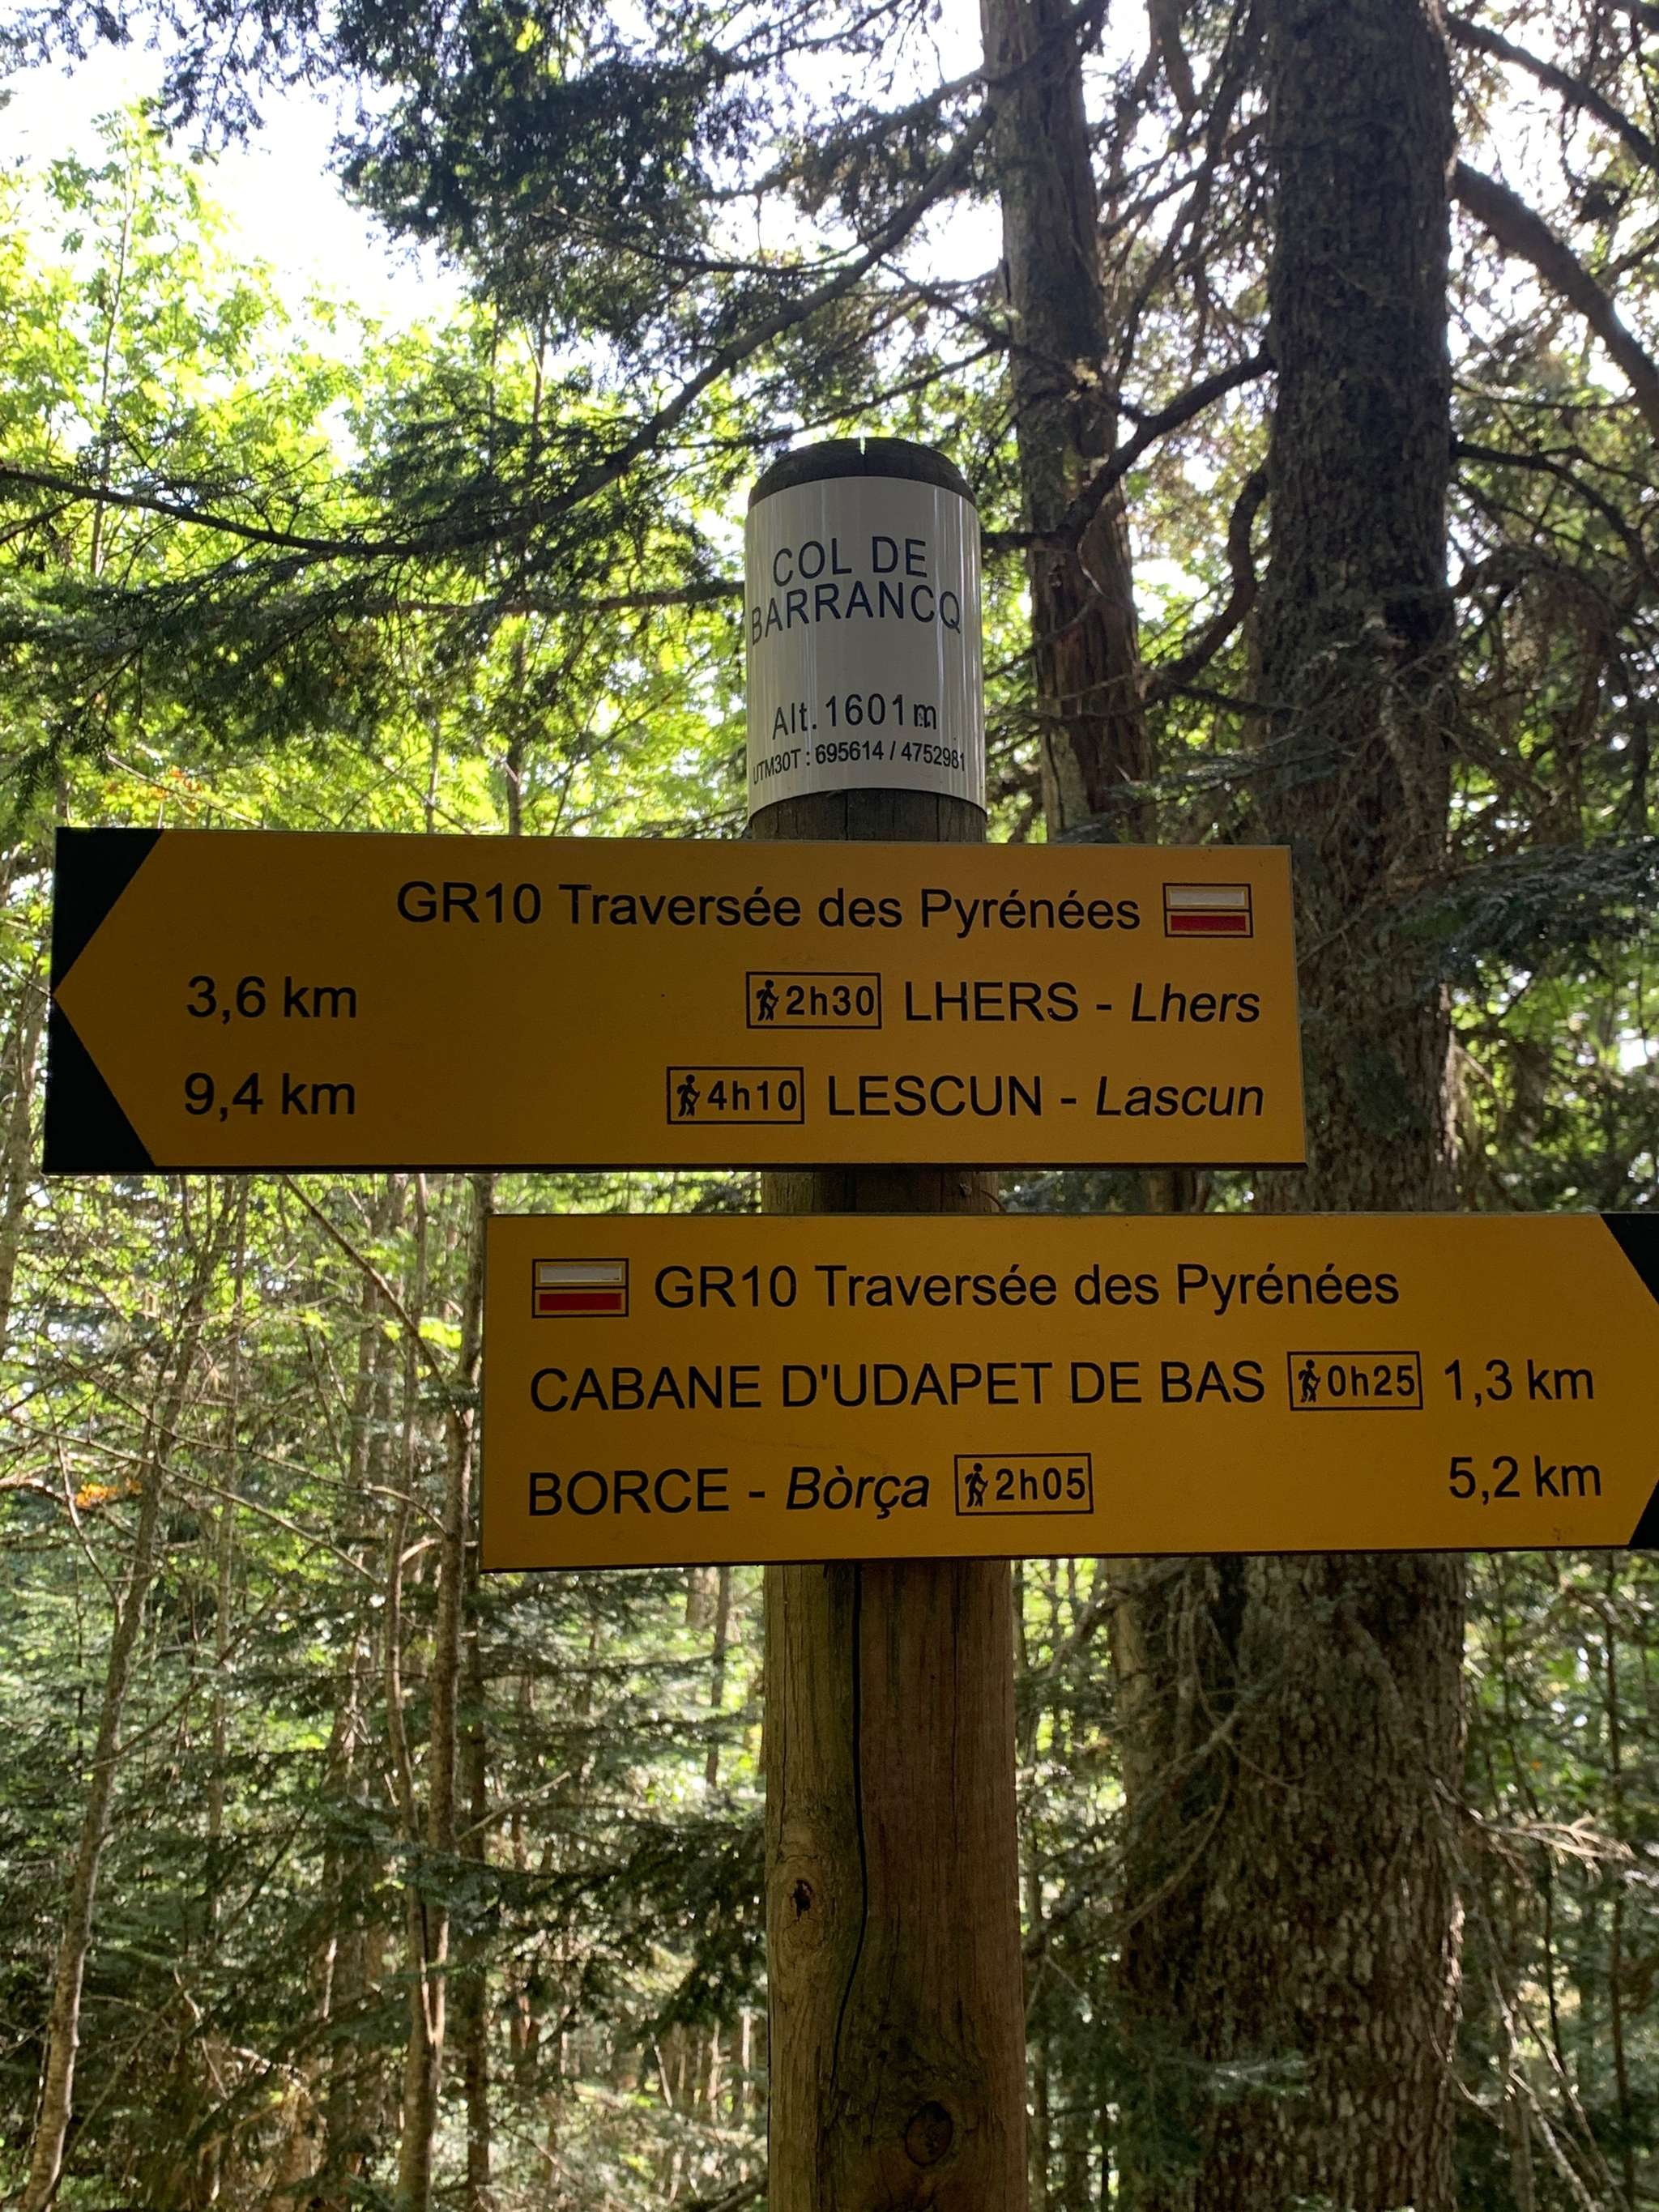 COL DE
BARRANCQ
Alt. 1601m
UTM30T : 695614 / 4752981
GR10 Traversée des Pyrénées
3,6 km 2h30 LHERS - Lhers
9,4 km 4h10 LESCUN - Lascun
GR10 Traversée des Pyrénées
CABANE D'UDAPET DE BAS 0h25 1,3 km
BORCE - Bòrça 2h05 5,2 km